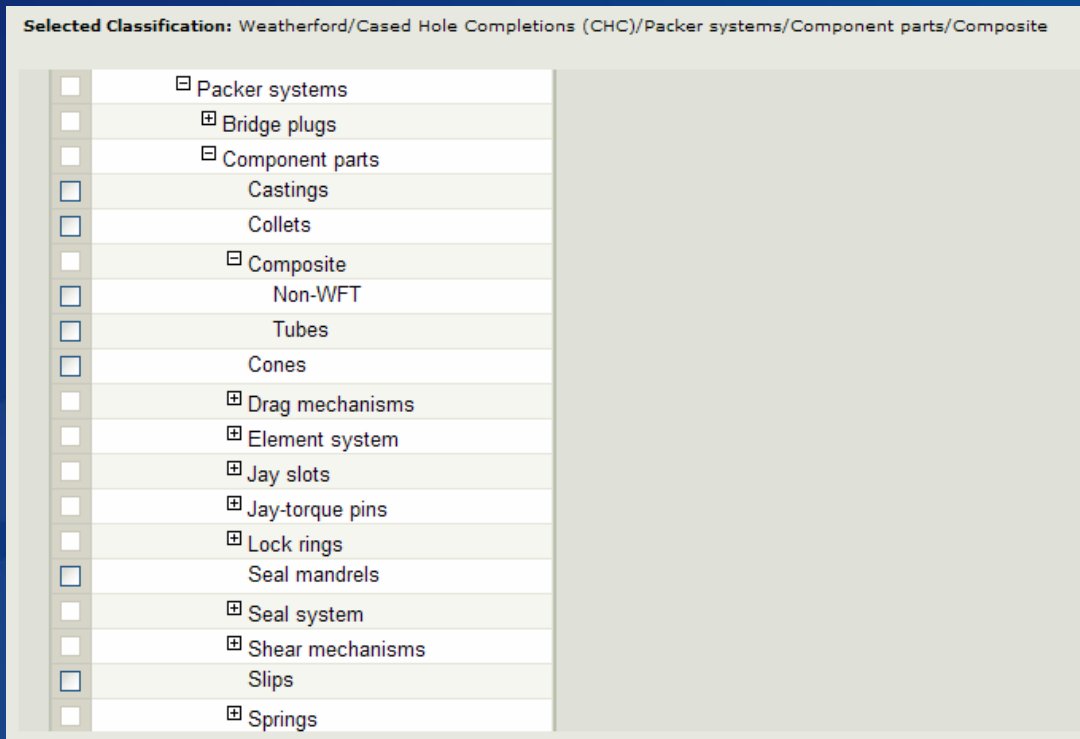 Selected Classification: Weatherford/Cased Hole Completions (CHC)/Packer systems/Component parts/Composite
Packer systems
Bridge plugs
Component parts
Castings
Collets
Composite
Non-WFT
Tubes
Cones
Drag mechanisms
Element system
Jay slots
Jay-torque pins
Lock rings
Seal mandrels
Seal system
Shear mechanisms
Slips
Springs